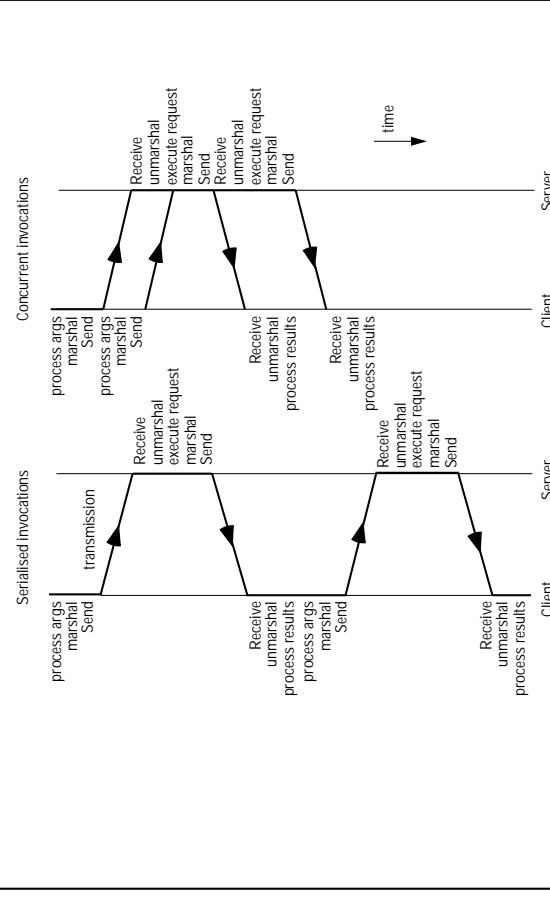 Serialised invocations
process args
marshal
Send
transmission
Receive
unmarshal
execute request
marshal
Send
Receive
unmarshal
process results
process args
marshal
Send
Receive
unmarshal
execute request
marshal
Send
Receive
unmarshal
process results
Client
Server
Concurrent invocations
process args
marshal
Send
process args
marshal
Send
Receive
unmarshal
execute request
marshal
Send
Receive
unmarshal
execute request
marshal
Send
Receive
unmarshal
process results
Receive
unmarshal
process results
time
Client
Server